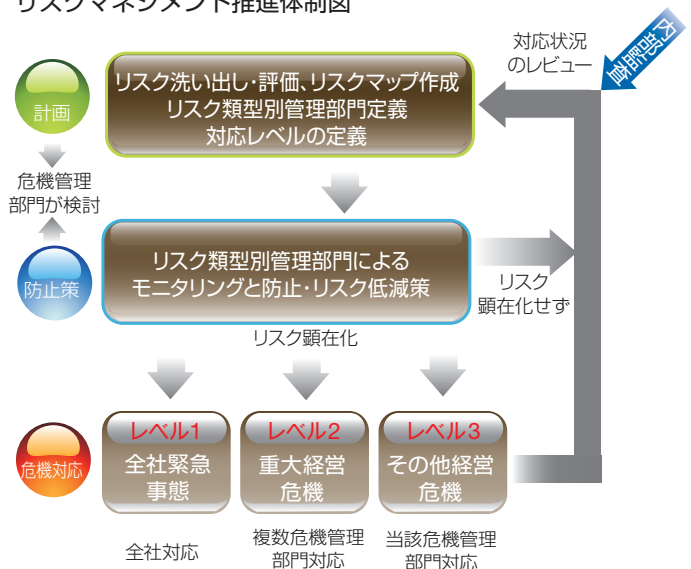 リスクマネジメント推進体制図
内部監査
対応状況
のレビュー
計画
リスク洗い出し・評価、リスクマップ作成
リスク類型別管理部門定義
対応レベルの定義
危機管理
部門が検討
防止策
リスク類型別管理部門による
モニタリングと防止・リスク低減策
リスク
顕在化せず
リスク顕在化
危機対応
レベル1
全社緊急
事態
レベル2
重大経営
危機
レベル3
その他経営
危機
全社対応
複数危機管理
部門対応
当該危機管理
部門対応